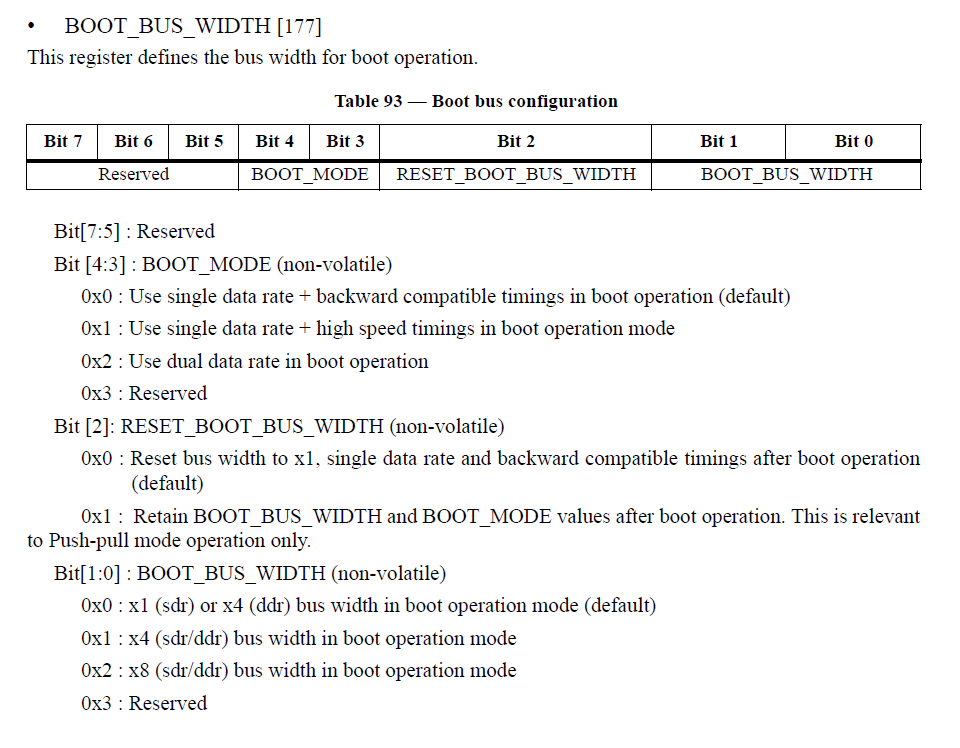 • BOOT_BUS_WIDTH [177]
This register defines the bus width for boot operation.
Table 93 — Boot bus configuration
Bit 7 Bit 6 Bit 5 Bit 4 Bit 3 Bit 2 Bit 1 Bit 0
Reserved BOOT_MODE RESET_BOOT_BUS_WIDTH BOOT_BUS_WIDTH
Bit[7:5] : Reserved
Bit [4:3] : BOOT_MODE (non-volatile)
0x0 : Use single data rate + backward compatible timings in boot operation (default)
0x1 : Use single data rate + high speed timings in boot operation mode
0x2 : Use dual data rate in boot operation
0x3 : Reserved
Bit [2]: RESET_BOOT_BUS_WIDTH (non-volatile)
0x0 : Reset bus width to x1, single data rate and backward compatible timings after boot operation
(default)
0x1 : Retain BOOT_BUS_WIDTH and BOOT_MODE values after boot operation. This is relevant
to Push-pull mode operation only.
Bit[1:0] : BOOT_BUS_WIDTH (non-volatile)
0x0 : x1 (sdr) or x4 (ddr) bus width in boot operation mode (default)
0x1 : x4 (sdr/ddr) bus width in boot operation mode
0x2 : x8 (sdr/ddr) bus width in boot operation mode
0x3 : Reserved